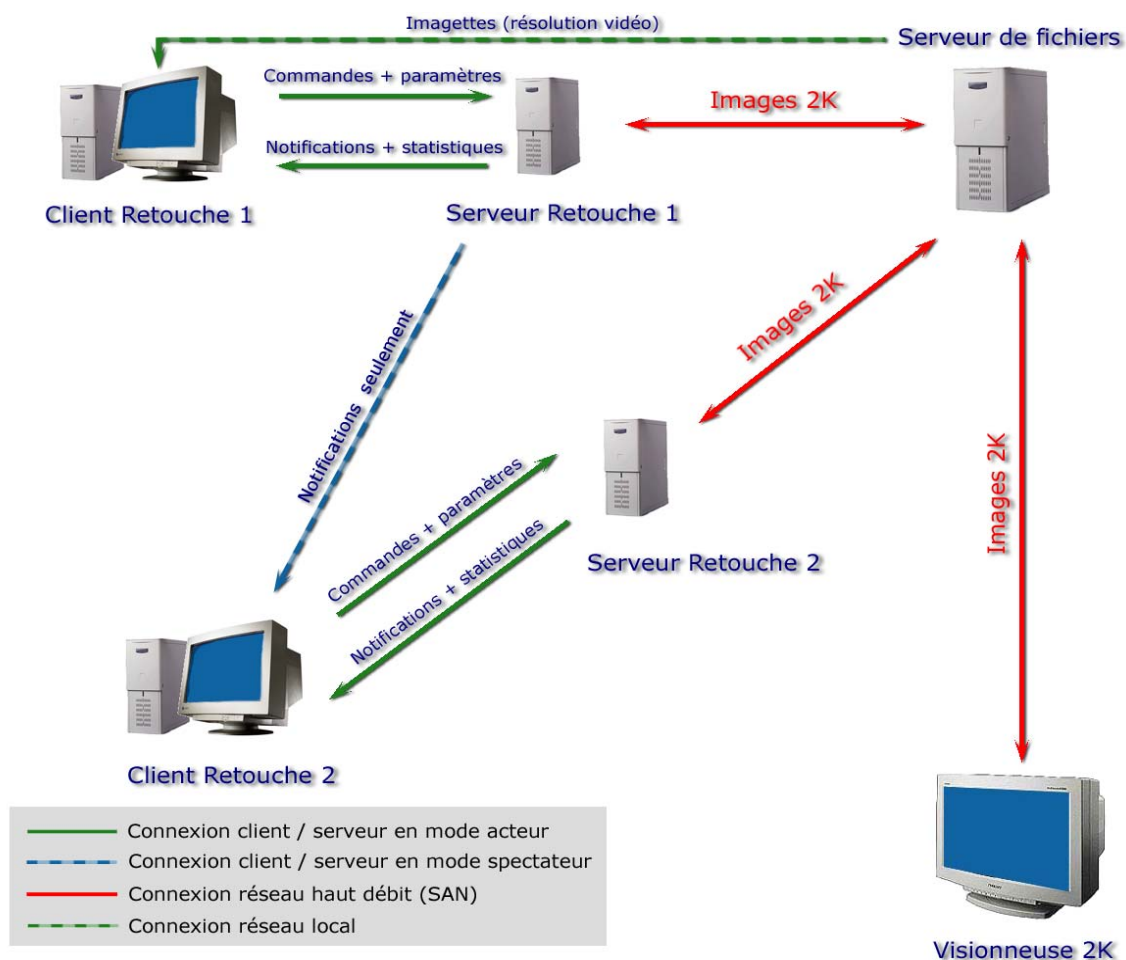 Imagettes (résolution vidéo)
Serveur de fichiers
Commandes + paramètres
Images 2K
Notifications + statistiques
Client Retouche 1
Serveur Retouche 1
Images 2K
Notifications seulement
Images 2K
Commandes + paramètres
Notifications + statistiques
Serveur Retouche 2
Client Retouche 2
Connexion client / serveur en mode acteur
Connexion client / serveur en mode spectateur
Connexion réseau haut débit (SAN)
Connexion réseau local
Visionneuse 2K